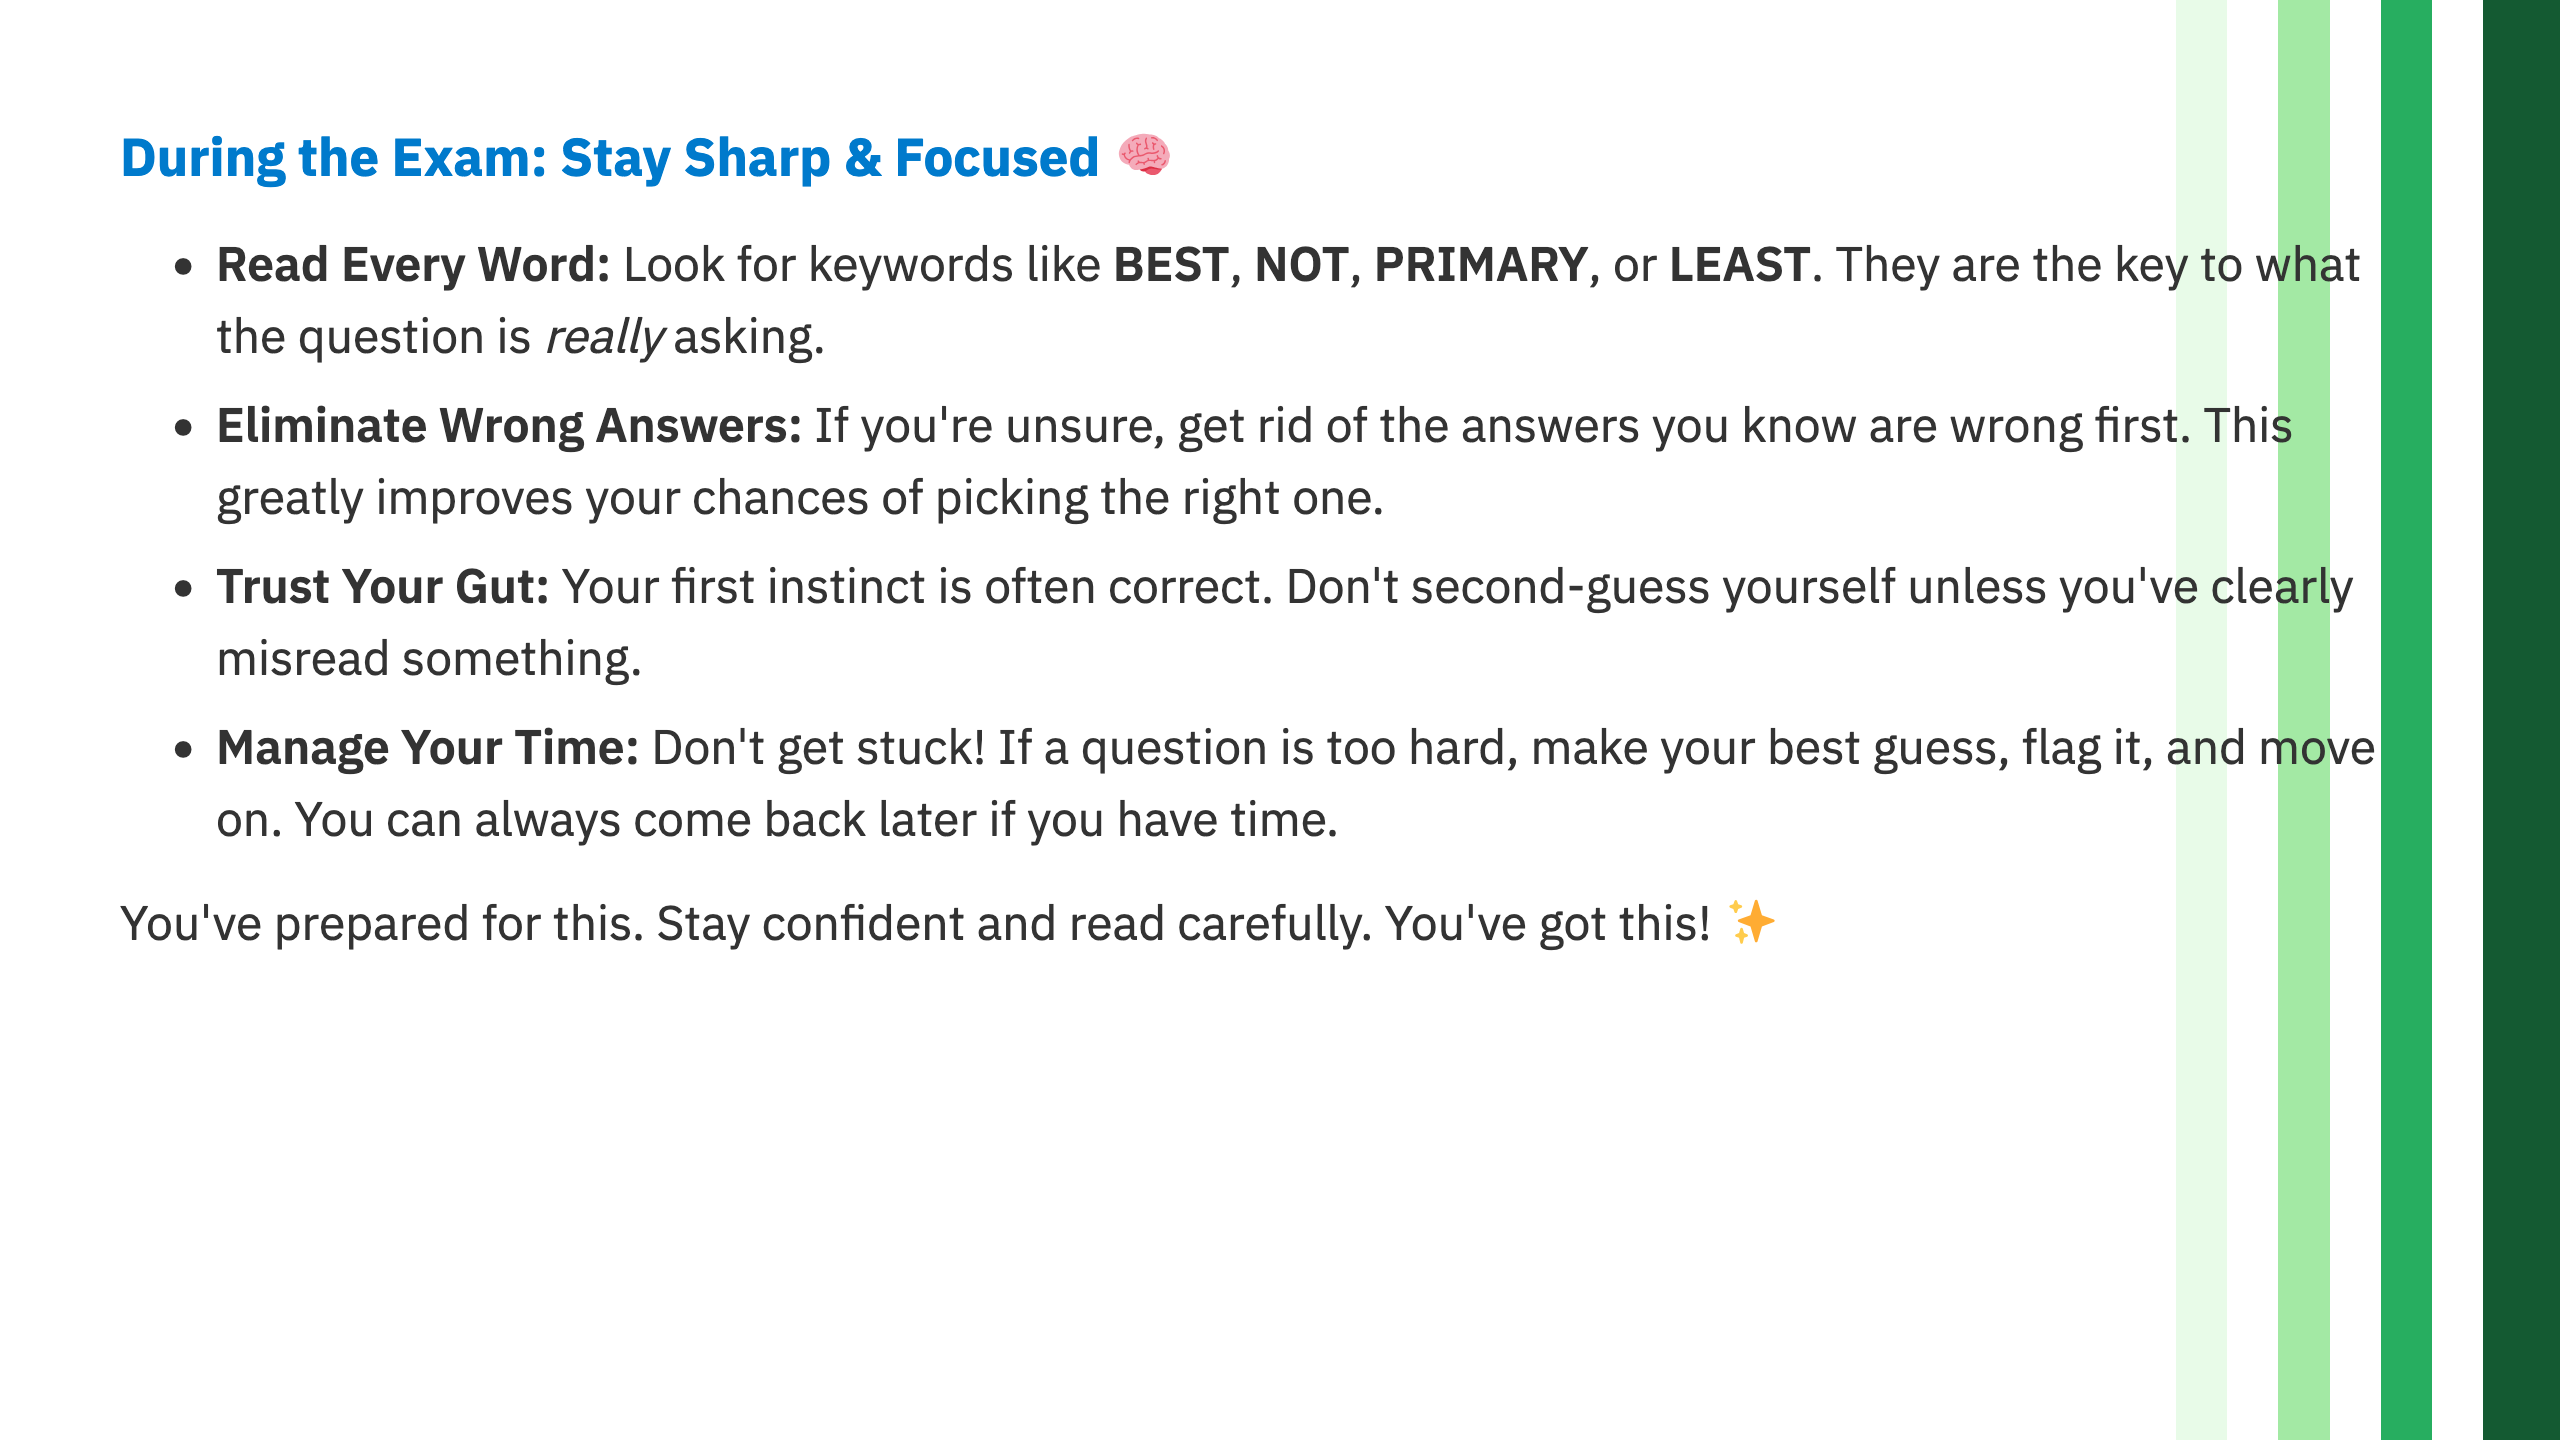 During the Exam: Stay Sharp & Focused 🧠
• Read Every Word: Look for keywords like BEST, NOT, PRIMARY, or LEAST. They are the key to what
the question is really asking.
• Eliminate Wrong Answers: If you're unsure, get rid of the answers you know are wrong first. This
greatly improves your chances of picking the right one.
• Trust Your Gut: Your first instinct is often correct. Don't second-guess yourself unless you've clearly
misread something.
• Manage Your Time: Don't get stuck! If a question is too hard, make your best guess, flag it, and move
on. You can always come back later if you have time.
You've prepared for this. Stay confident and read carefully. You've got this! ✨